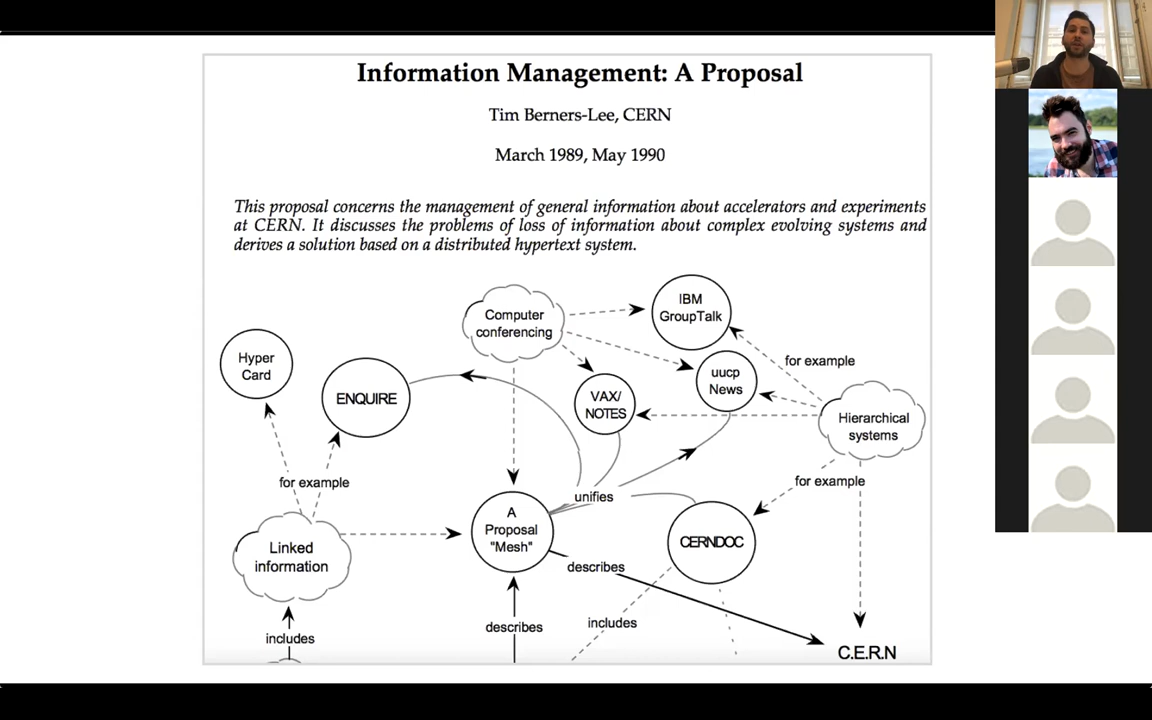 Information Management: A Proposal
Tim Berners-Lee, CERN
March 1989, May 1990
This proposal concerns the management of general information about accelerators and experiments
at CERN. It discusses the problems of loss of information about complex evolving systems and
derives a solution based on a distributed hypertext system.
Computer
conferencing
IBM
GroupTalk
Hyper
Card
ENQUIRE
VAX/
NOTES
uucp
News
for example
Hierarchical
systems
for example
for example
unifies
A
Proposal
"Mesh"
CERNDOC
Linked
information
describes
includes
describes
includes
C.E.R.N